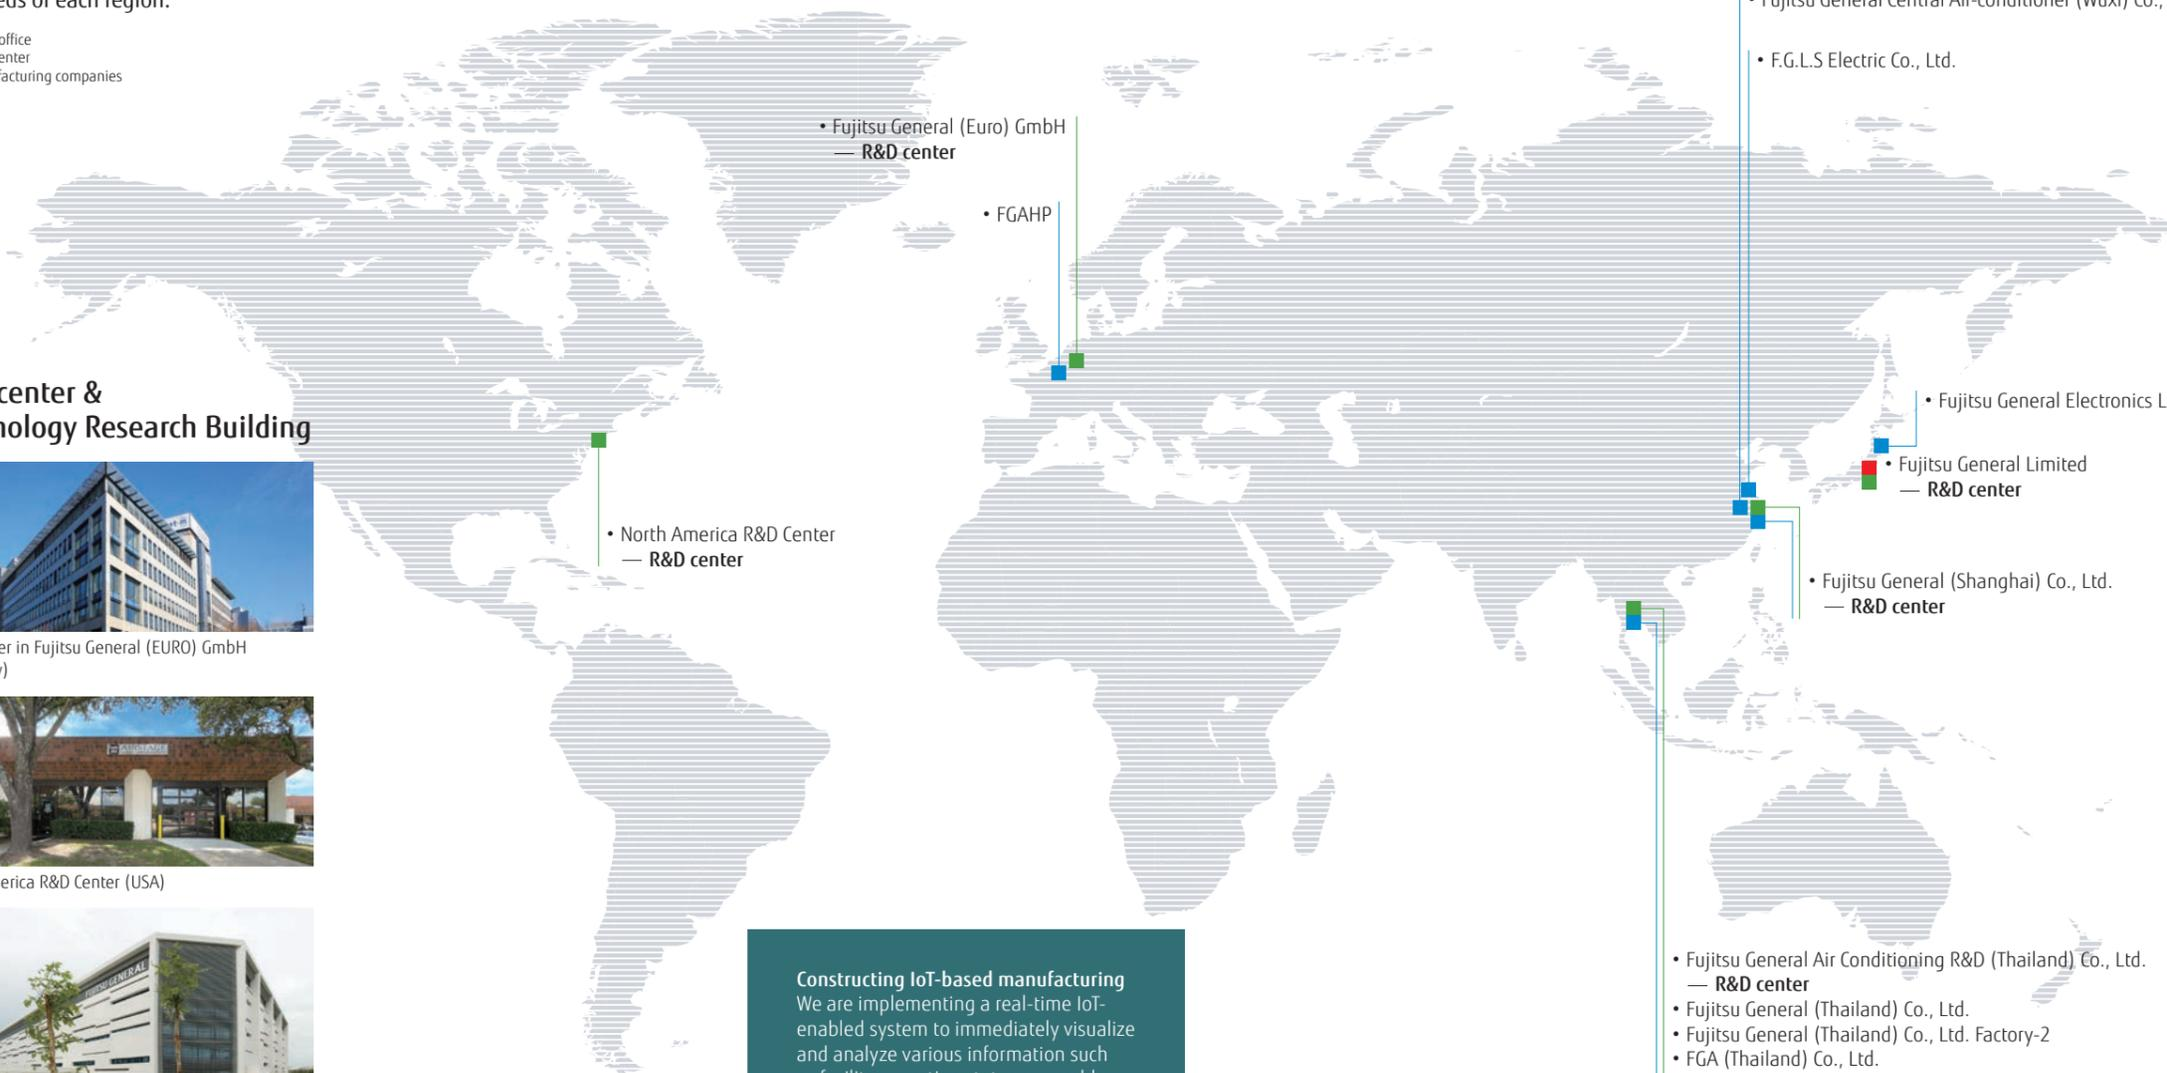 of each region.
office
enter
acturing companies
Fujitsu General Central Air-conditioner (Wuxi) Co.,
• F.G.L.S Electric Co., Ltd.
• Fujitsu General (Euro) GmbH
— R&D center
• FGAHP
center &
nology Research Building
• Fujitsu General Electronics L
• Fujitsu General Limited
— R&D center
• North America R&D Center
— R&D center
• Fujitsu General (Shanghai) Co., Ltd.
— R&D center
er in Fujitsu General (EURO) GmbH
y)
AIRSTAGE
erica R&D Center (USA)
FUJITSU GENERAL
Constructing IoT-based manufacturing
We are implementing a real-time IoT-
enabled system to immediately visualize
and analyze various information such
• Fujitsu General Air Conditioning R&D (Thailand) Co., Ltd.
— R&D center
• Fujitsu General (Thailand) Co., Ltd.
• Fujitsu General (Thailand) Co., Ltd. Factory-2
• FGA (Thailand) Co., Ltd.